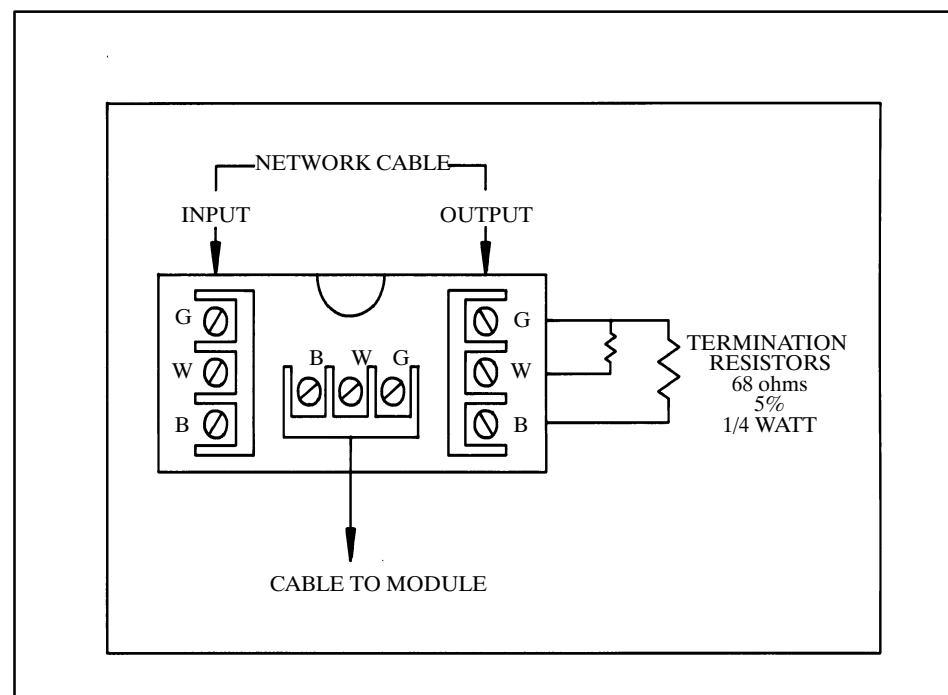 NETWORK CABLE
INPUT
OUTPUT
G
W
B
B W G
G
W
B
TERMINATION
RESISTORS
68 ohms
5%
1/4 WATT
CABLE TO MODULE